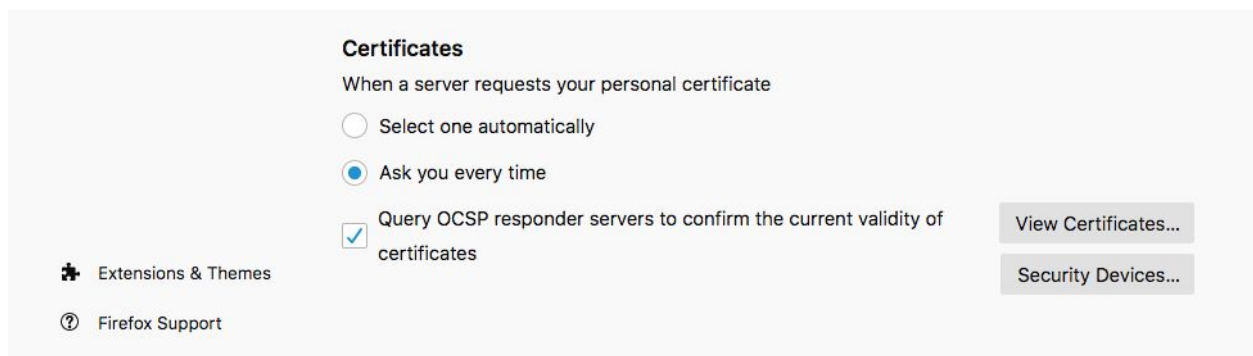 Certificates
When a server requests your personal certificate
Select one automatically
Ask you every time
Query OCSP responder servers to confirm the current validity of
certificates
View Certificates...
Security Devices...
Extensions & Themes
Firefox Support